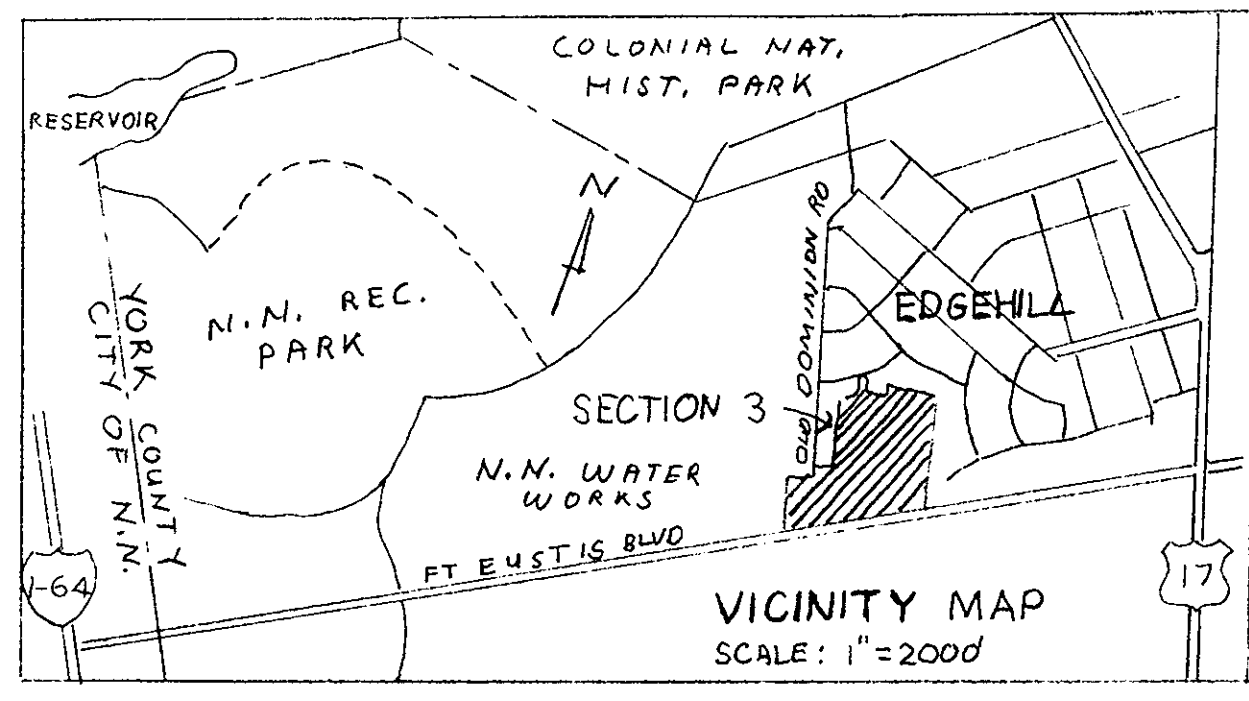 COLONIAL NAT.
HIST. PARK
RESERVOIR
N
OLD DOMINION RD
EDGEHILL
N.N. REC.
PARK
YORK COUNTY
CITY OF N.N.
SECTION 3
N.N. WATER
WORKS
FT EUSTIS BLVD
I-64
17
VICINITY MAP
SCALE: 1"=2000'